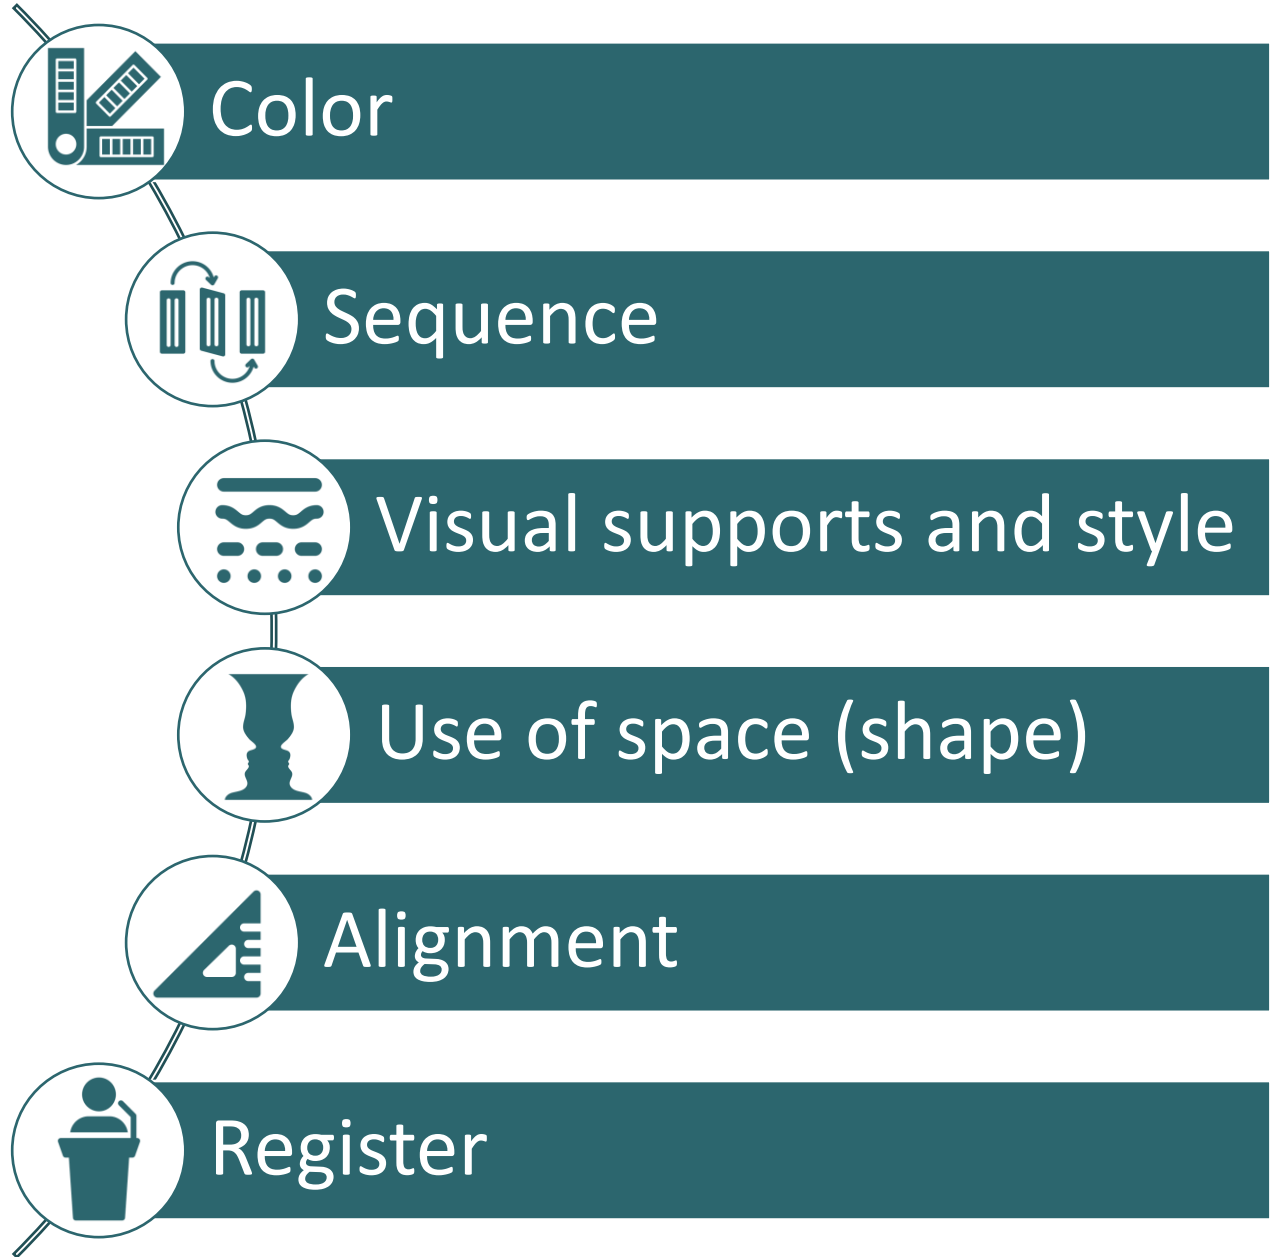 Color
Sequence
Visual supports and style
Use of space (shape)
Alignment
Register